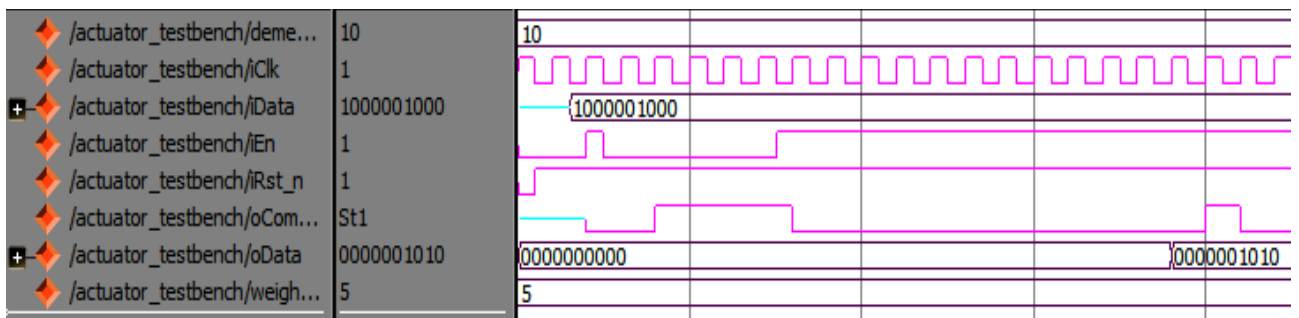 /actuator_testbench/deme... 10 10
/actuator_testbench/iClk 1
/actuator_testbench/iData 1000001000 1000001000
/actuator_testbench/iEn 1
/actuator_testbench/iRst_n 1
/actuator_testbench/oCom... St1
/actuator_testbench/oData 0000001010 0000000000 0000001010
/actuator_testbench/weigh... 5 5